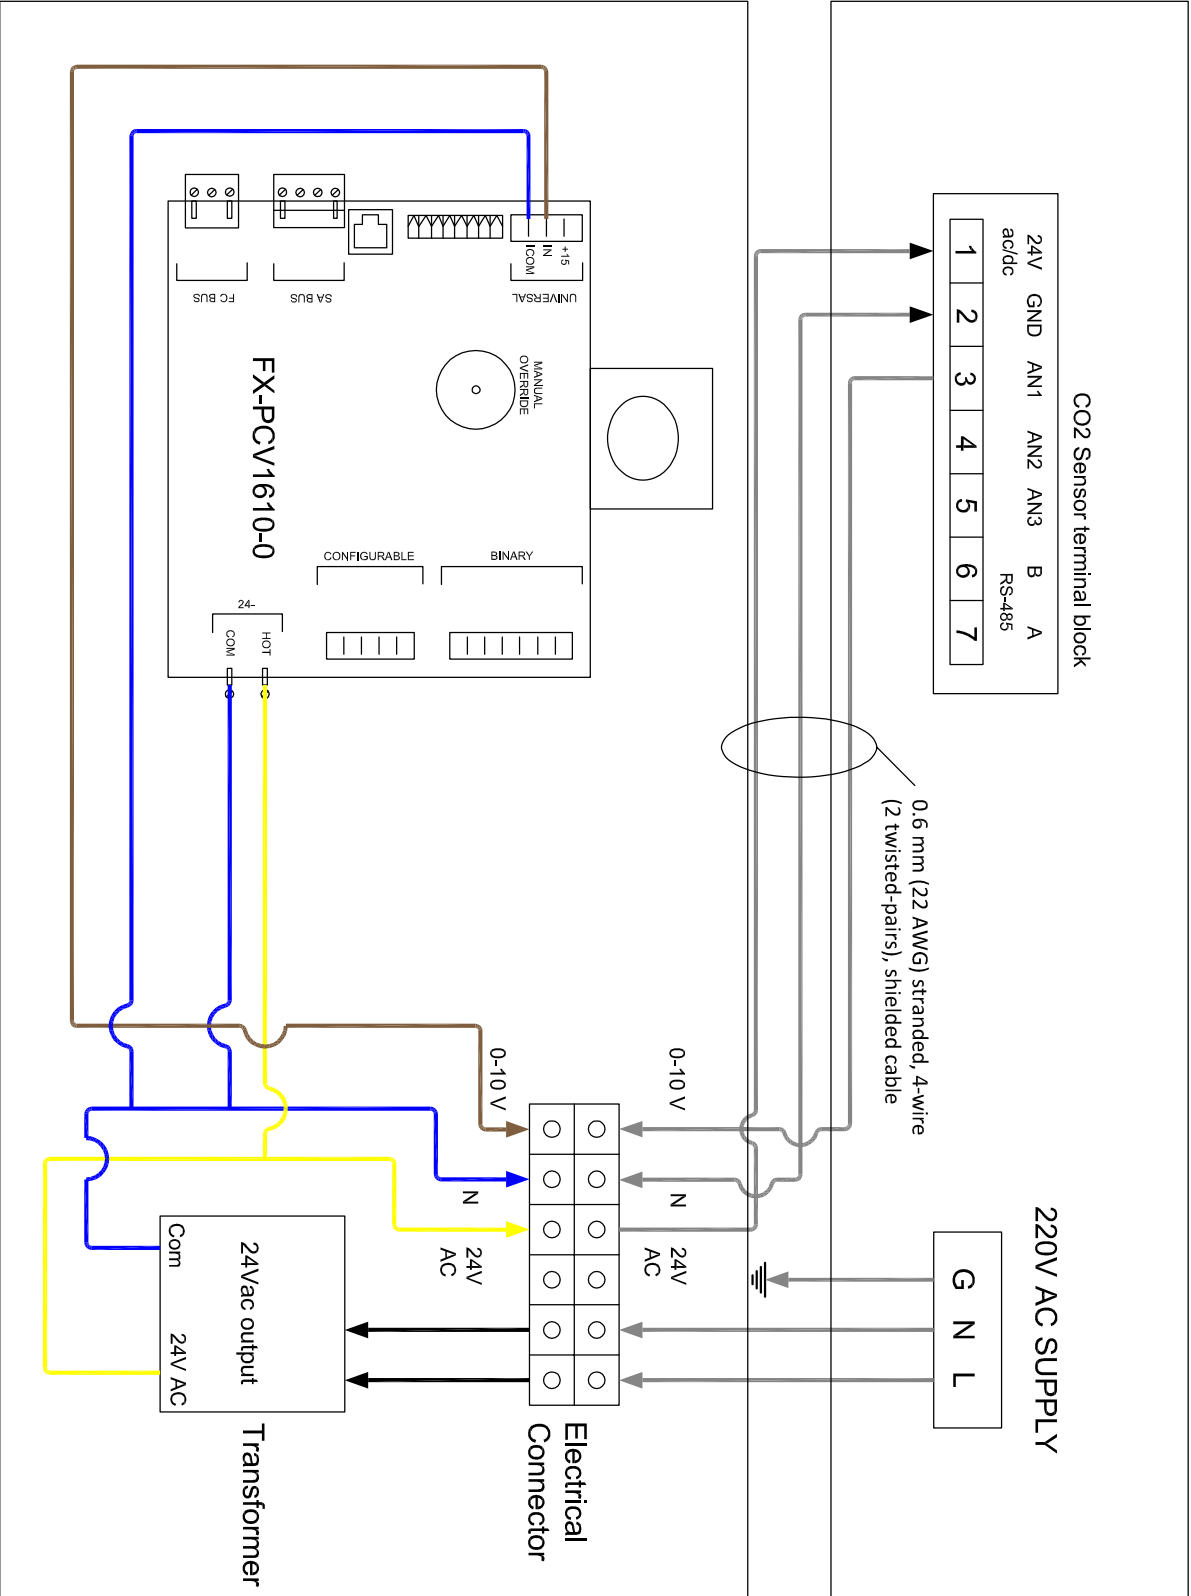 CO2 Sensor terminal block
24V
ac/dc
GND
AN1
AN2
AN3
B
A
RS-485
1
2
3
4
5
6
7
220V AC SUPPLY
G
N
L
0.6 mm (22 AWG) stranded, 4-wire
(2 twisted-pairs), shielded cable
0-10 V
N
24V
AC
Electrical
Connector
0-10 V
N
24V
AC
+15
IN
ICOM
UNIVERSAL
SA BUS
FC BUS
MANUAL
OVERRIDE
FX-PCV1610-0
BINARY
CONFIGURABLE
24~
HOT
COM
24Vac output
Com
24V AC
Transformer